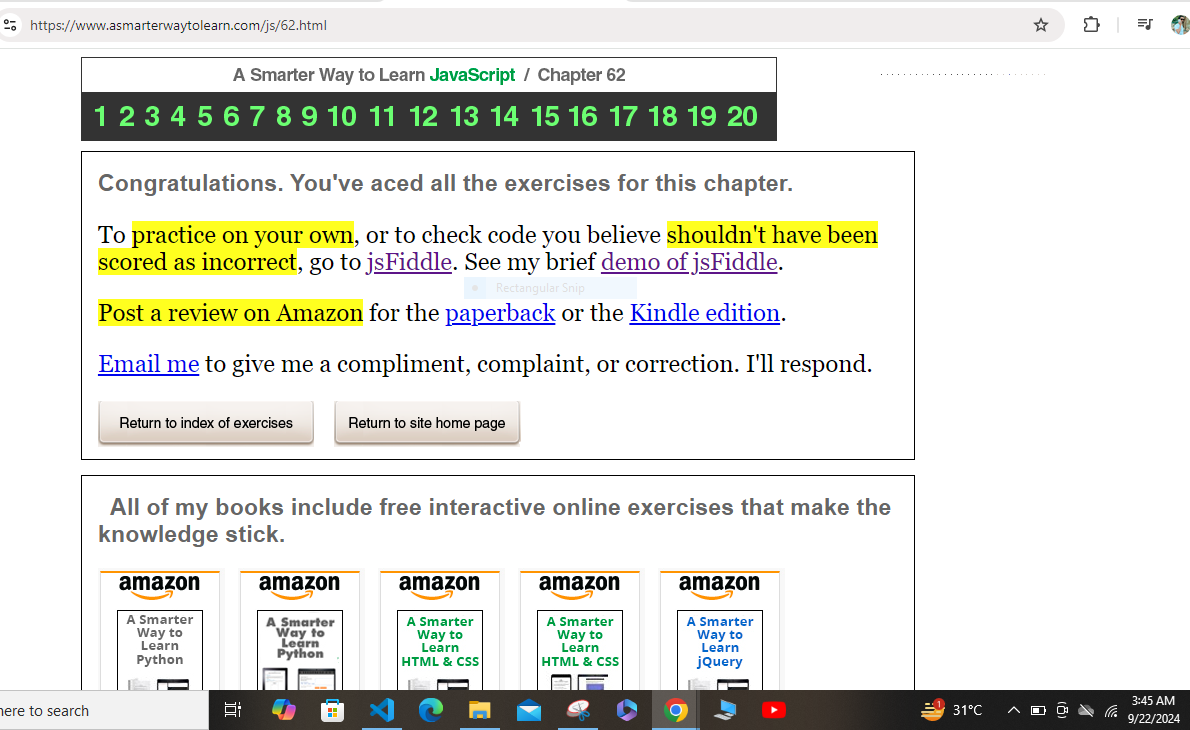 https://www.asmarterwaytolearn.com/js/62.html
A Smarter Way to Learn JavaScript / Chapter 62
1 2 3 4 5 6 7 8 9 10 11 12 13 14 15 16 17 18 19 20
Congratulations. You've aced all the exercises for this chapter.
To practice on your own, or to check code you believe shouldn't have been
scored as incorrect, go to jsFiddle. See my brief demo of jsFiddle.
Rectangular Snip
Post a review on Amazon for the paperback or the Kindle edition.
Email me to give me a compliment, complaint, or correction. I'll respond.
Return to index of exercises Return to site home page
All of my books include free interactive online exercises that make the
knowledge stick.
amazon amazon amazon amazon amazon
A Smarter A Smarter A Smarter A Smarter A Smarter
Way to Way to Way to Way to Way to
Learn Learn Learn Learn Learn
Python Python HTML & CSS HTML & CSS jQuery
here to search
1
31°C
3:45 AM
9/22/2024